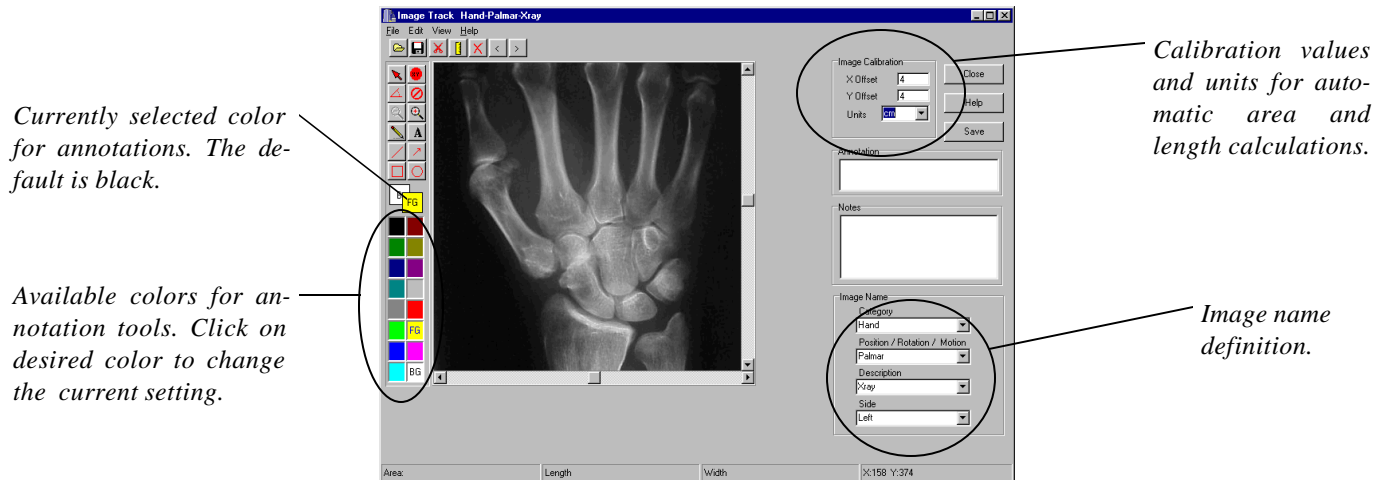 Image Track Hand-Palmar-Xray
File Edit View Help
Currently selected color
for annotations. The de-
fault is black.
Available colors for an-
notation tools. Click on
desired color to change
the current setting.
A
FG
FG
BG
Image Calibration
X Offset 4
Y Offset 4
Units cm
Close
Help
Save
Annotation
Notes
Image Name
Category
Hand
Position / Rotation / Motion
Palmar
Description
Xray
Side
Left
Area:
Length
Width
X:158 Y:374
Calibration values
and units for auto-
matic area and
length calculations.
Image name
definition.